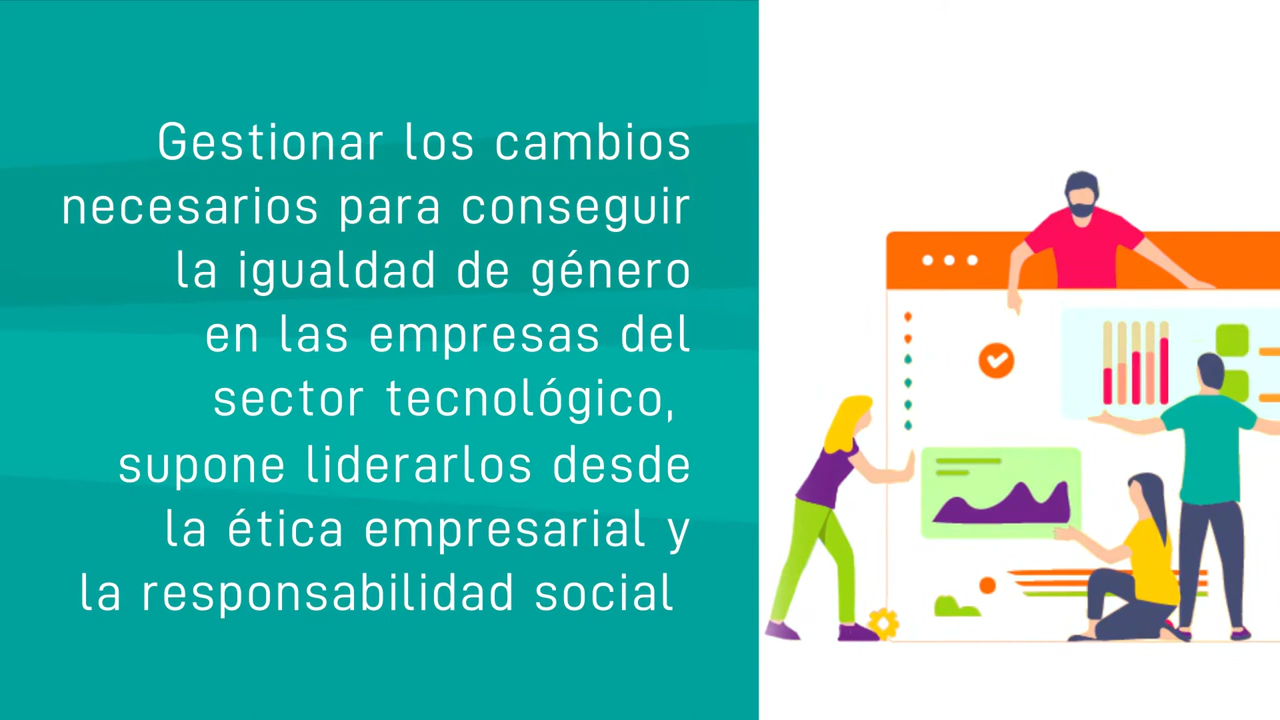 Gestionar los cambios
necesarios para conseguir
la igualdad de género
en las empresas del
sector tecnológico,
supone liderarlos desde
la ética empresarial y
la responsabilidad social